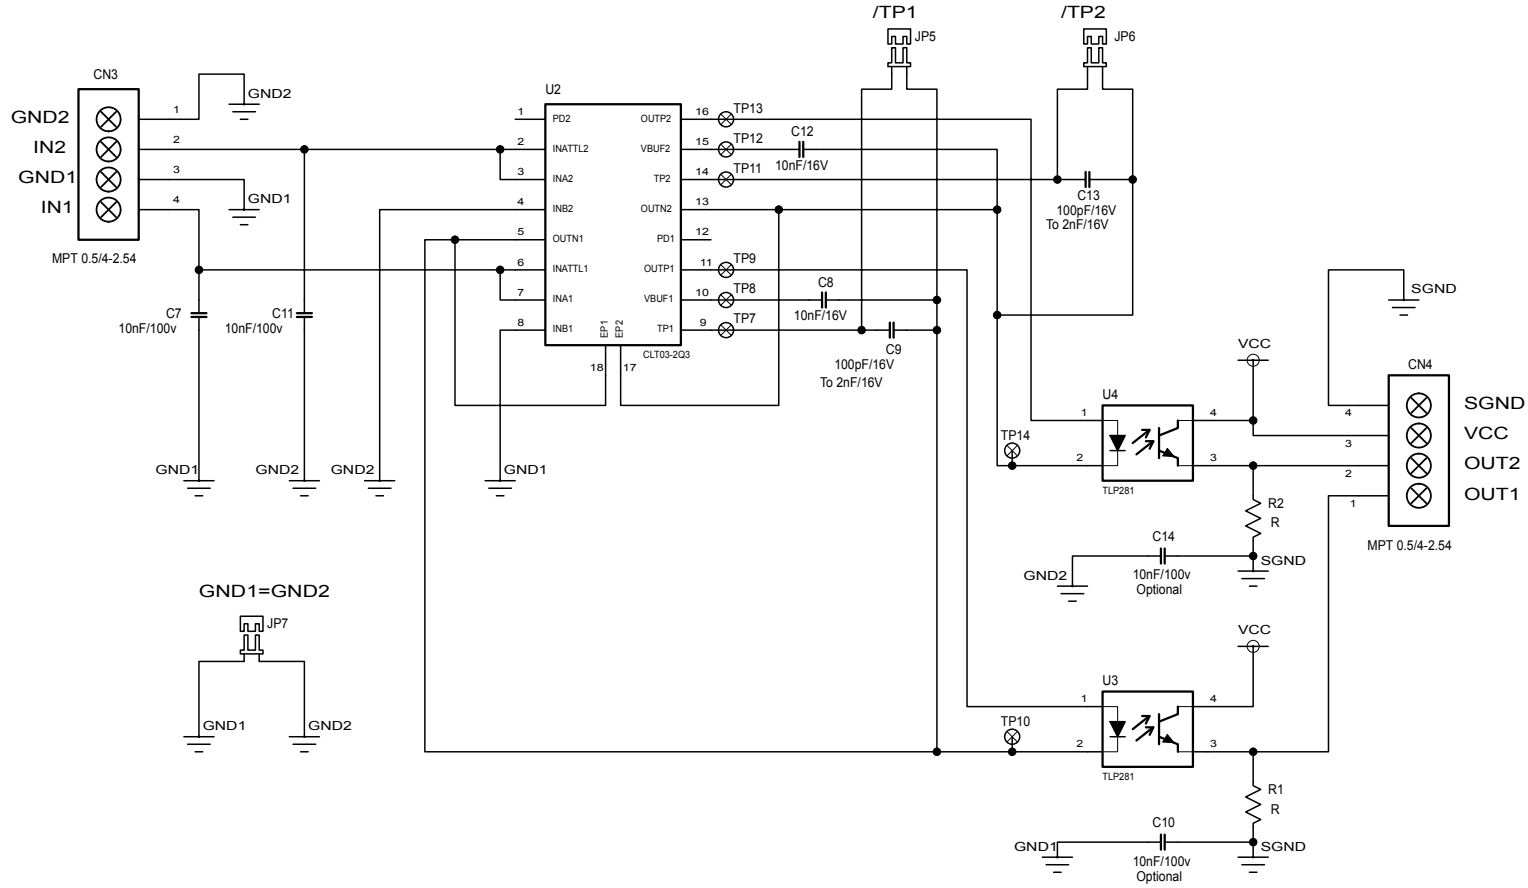 /TP1
JP5
/TP2
JP6
CN3
GND2
IN2
GND1
IN1
1
2
3
4
GND2
GND1
MPT 0.5/4-2.54
C7
10nF/100v
C11
10nF/100v
GND1
GND2
GND2
GND1
U2
1
2
3
4
5
6
7
8
PD2
INATTL2
INA2
INB2
OUTN1
INATTL1
INA1
INB1
EP1
EP2
18
17
OUTP2
VBUF2
TP2
OUTN2
PD1
OUTP1
VBUF1
TP1
16
15
14
13
12
11
10
9
CLT03-2Q3
TP13
TP12
TP11
TP9
TP8
TP7
C12
10nF/16V
C8
10nF/16V
C9
100pF/16V
To 2nF/16V
C13
100pF/16V
To 2nF/16V
SGND
VCC
CN4
SGND
VCC
OUT2
OUT1
4
3
2
1
MPT 0.5/4-2.54
U4
1
2
4
3
TLP281
TP14
R2
R
C14
10nF/100v
Optional
GND2
SGND
GND1=GND2
JP7
GND1
GND2
VCC
U3
1
2
4
3
TLP281
TP10
R1
R
C10
10nF/100v
Optional
GND1
SGND